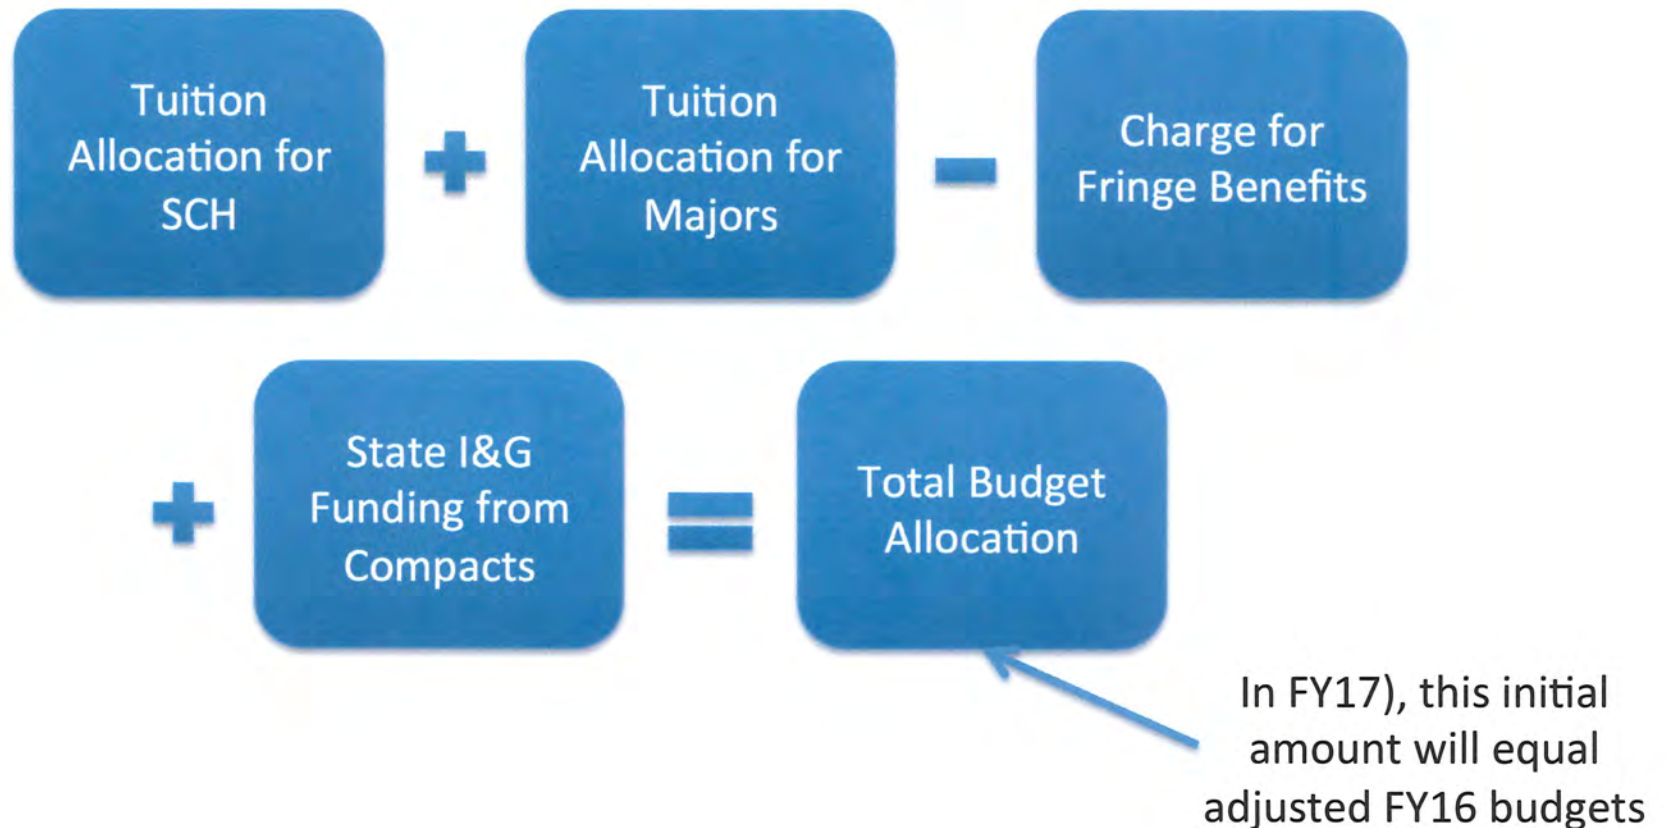 Tuition
Allocation for
SCH
Tuition
Allocation for
Majors
Charge for
Fringe Benefits
State I&G
Funding from
Compacts
Total Budget
Allocation
In FY17), this initial
amount will equal
adjusted FY16 budgets